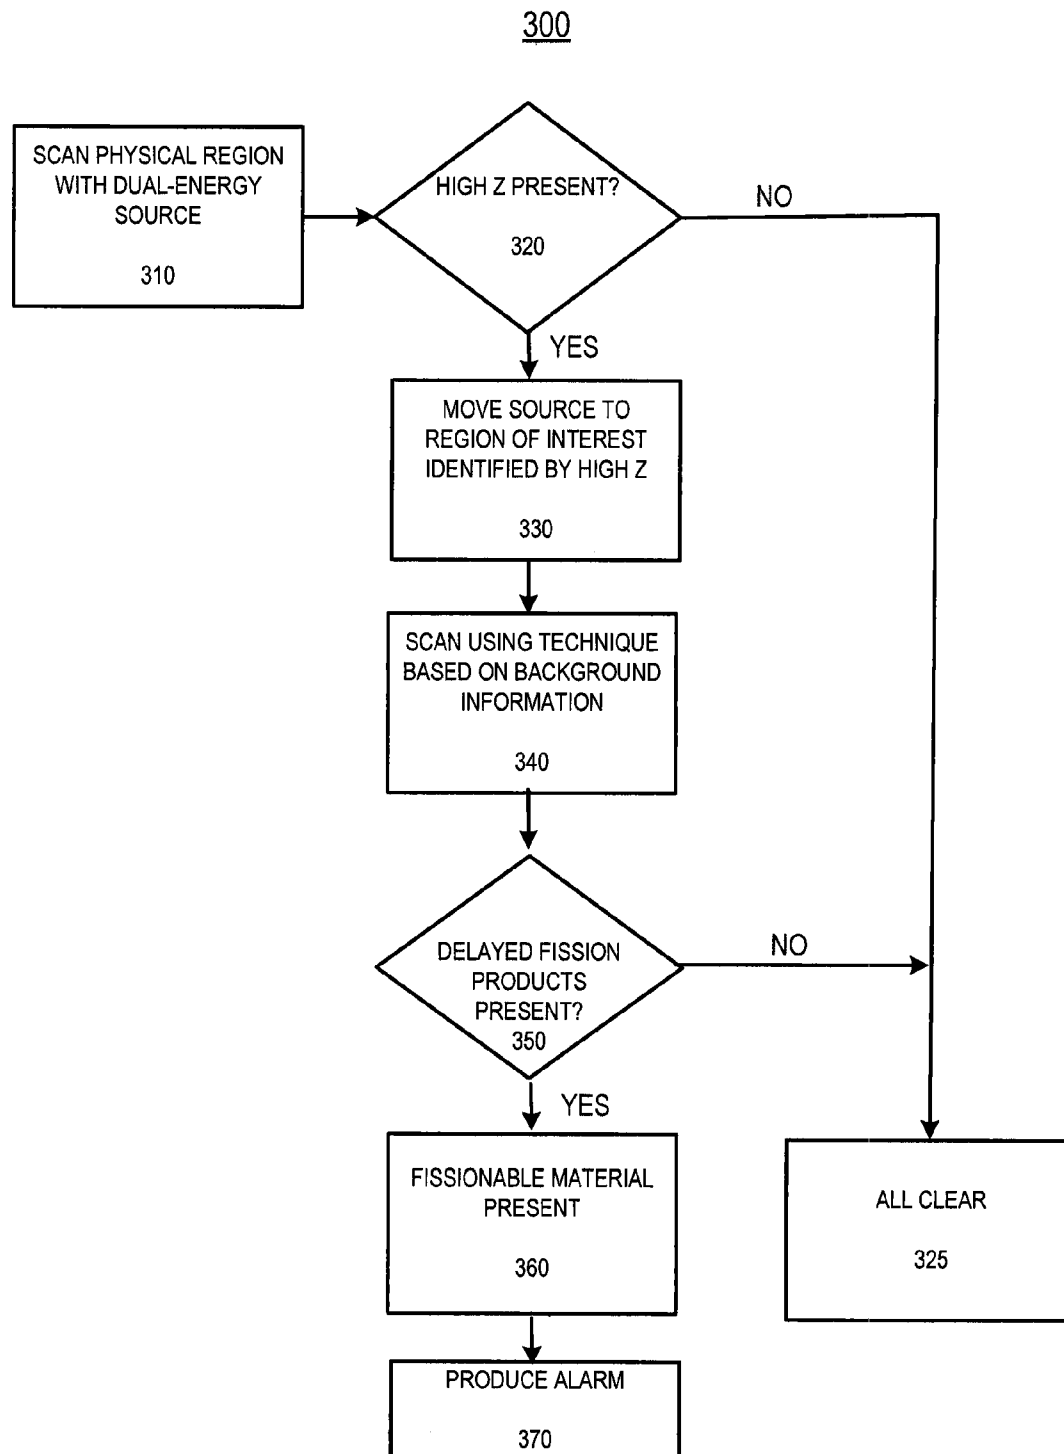 300
SCAN PHYSICAL REGION
WITH DUAL-ENERGY
SOURCE
310
HIGH Z PRESENT?
320
NO
YES
MOVE SOURCE TO
REGION OF INTEREST
IDENTIFIED BY HIGH Z
330
SCAN USING TECHNIQUE
BASED ON BACKGROUND
INFORMATION
340
DELAYED FISSION
PRODUCTS
PRESENT?
350
NO
YES
FISSIONABLE MATERIAL
PRESENT
360
ALL CLEAR
325
PRODUCE ALARM
370